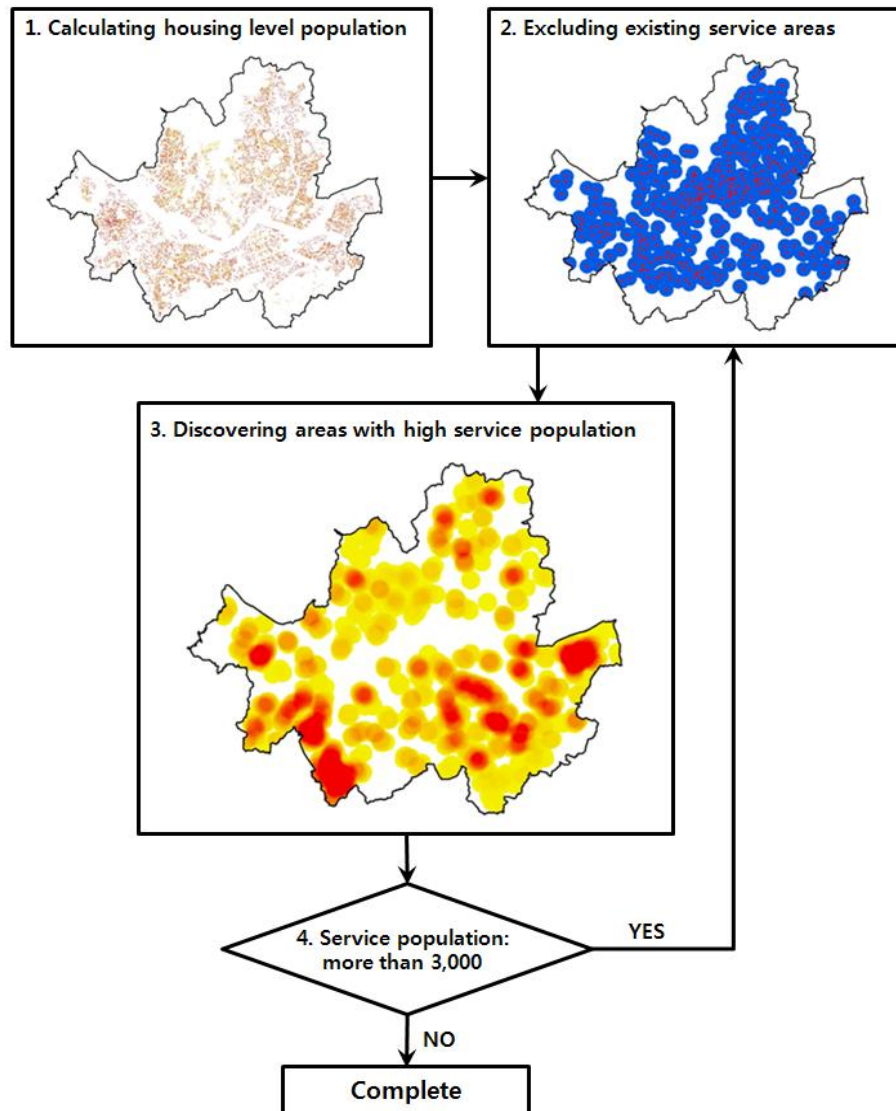 1. Calculating housing level population
2. Excluding existing service areas
3. Discovering areas with high service population
4. Service population:
more than 3,000
YES
NO
Complete